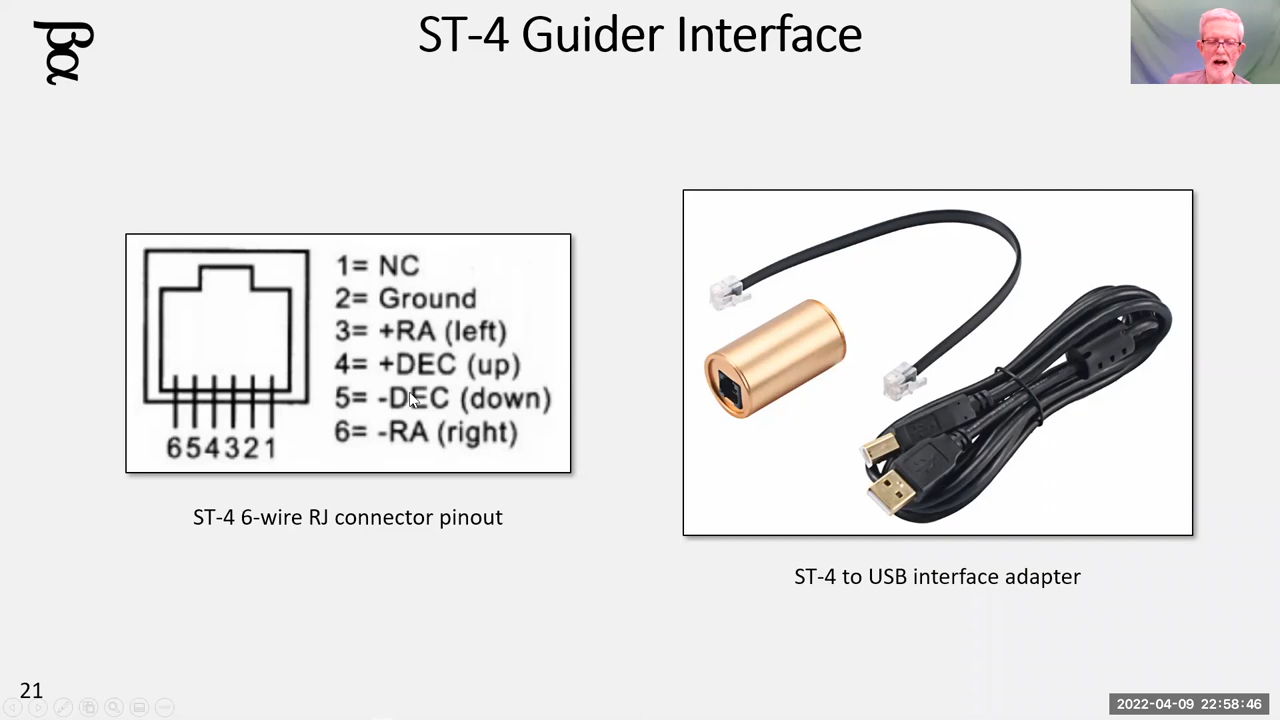 βα
ST-4 Guider Interface
1= NC
2= Ground
3= +RA (left)
4= +DEC (up)
5= -DEC (down)
6= -RA (right)
654321
ST-4 6-wire RJ connector pinout
ST-4 to USB interface adapter
21
2022-04-09 22:58:46